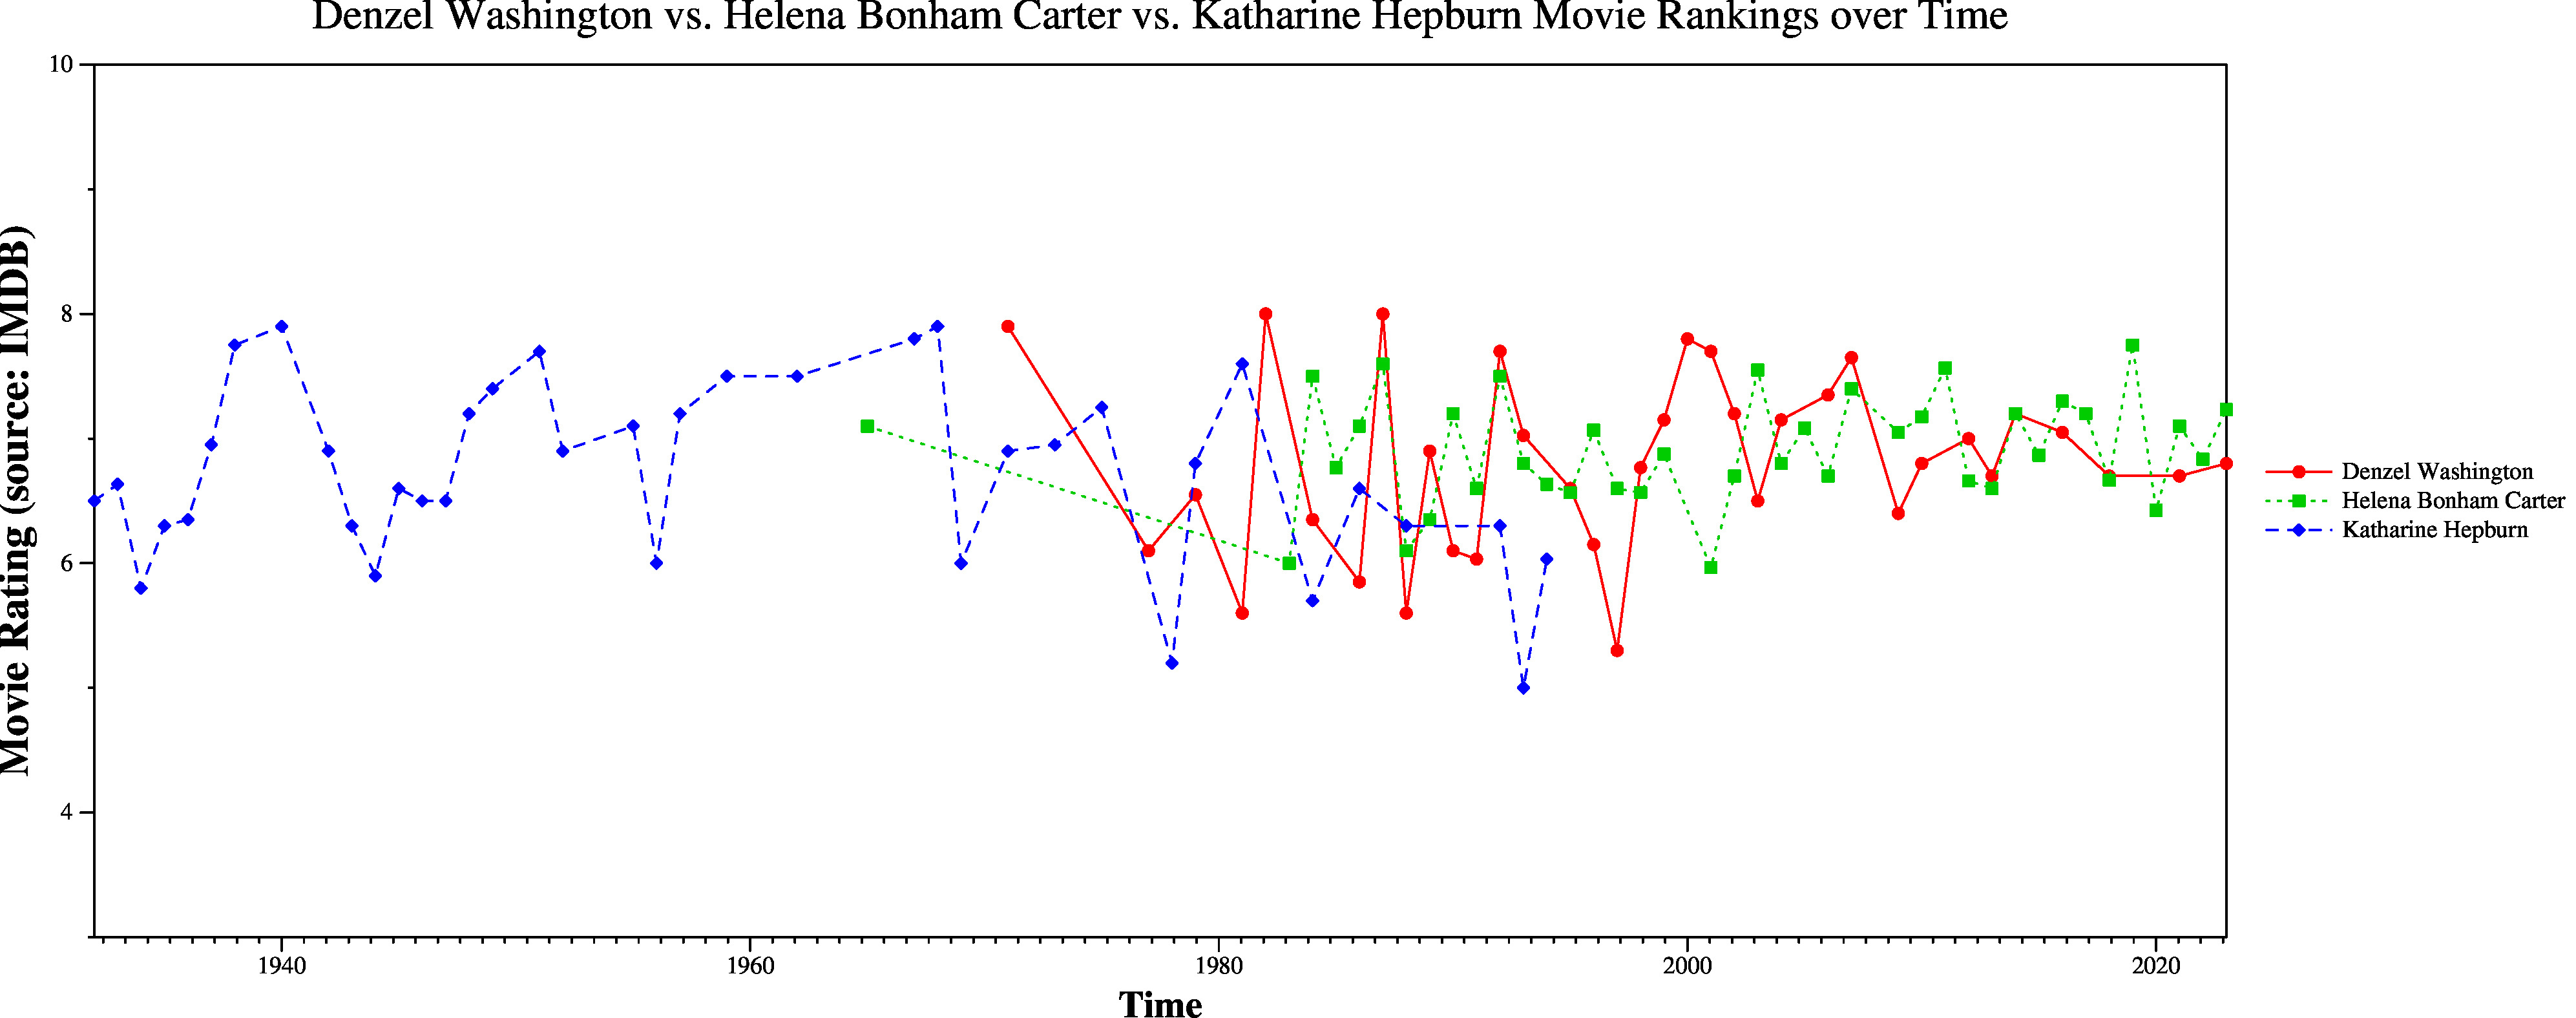 Denzel Washington vs. Helena Bonham Carter vs. Katharine Hepburn Movie Rankings over Time
Movie Rating (source: IMDB)
10
8
6
4
1940
1960
1980
2000
2020
Time
Denzel Washington
Helena Bonham Carter
Katharine Hepburn